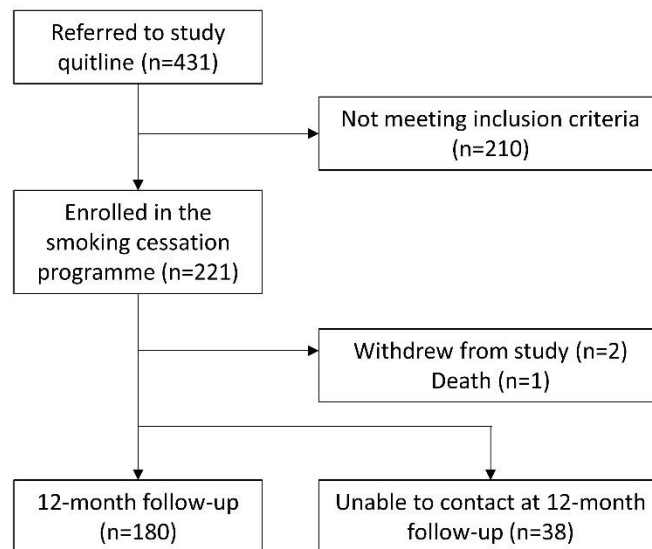 Referred to study
quitline (n=431)
Not meeting inclusion criteria
(n=210)
Enrolled in the
smoking cessation
programme (n=221)
Withdrew from study (n=2)
Death (n=1)
12-month follow-up
(n=180)
Unable to contact at 12-month
follow-up (n=38)